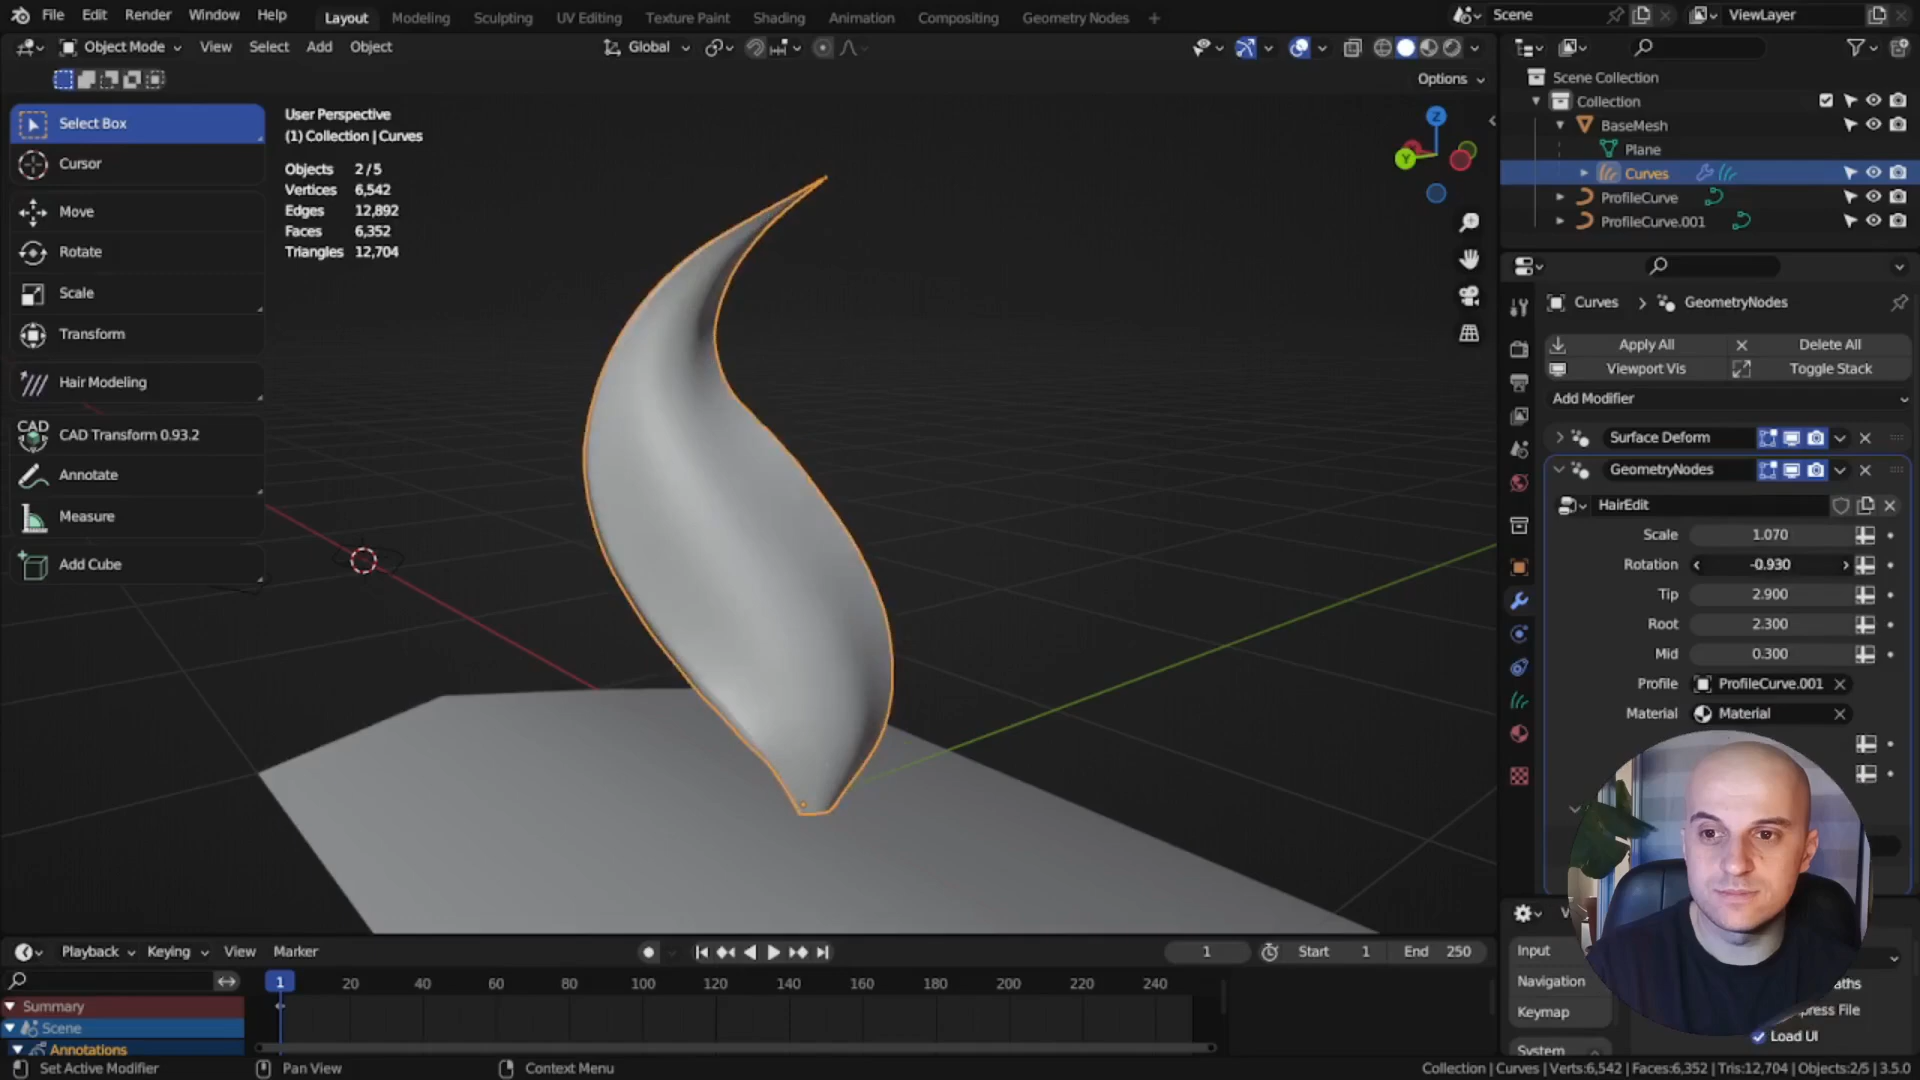 File Edit Render Window Help Layout Modeling Sculpting UV Editing Texture Paint Shading Animation Compositing Geometry Nodes + Scene ViewLayer
Object Mode View Select Add Object Global
Options
Select Box
Cursor
Move
Rotate
Scale
Transform
Hair Modeling
CAD
CAD Transform 0.93.2
Annotate
Measure
Add Cube
User Perspective
(1) Collection | Curves
Objects 2/5
Vertices 6,542
Edges 12,892
Faces 6,352
Triangles 12,704
Z
Y
Scene Collection
Collection
BaseMesh
Plane
Curves
ProfileCurve
ProfileCurve.001
Curves > GeometryNodes
Apply All Delete All
Viewport Vis Toggle Stack
Add Modifier
Surface Deform
GeometryNodes
HairEdit
Scale 1.070
Rotation -0.930
Tip 2.900
Root 2.300
Mid 0.300
Profile ProfileCurve.001
Material Material
Input
Navigation
Keymap
System
Load UI
Playback Keying View Marker 1 Start 1 End 250
1 20 40 60 80 100 120 140 160 180 200 220 240
Summary
Scene
Annotations
Set Active Modifier Pan View Context Menu Collection | Curves | Verts:6,542 | Faces:6,352 | Tris:12,704 | Objects:2/5 | 3.5.0